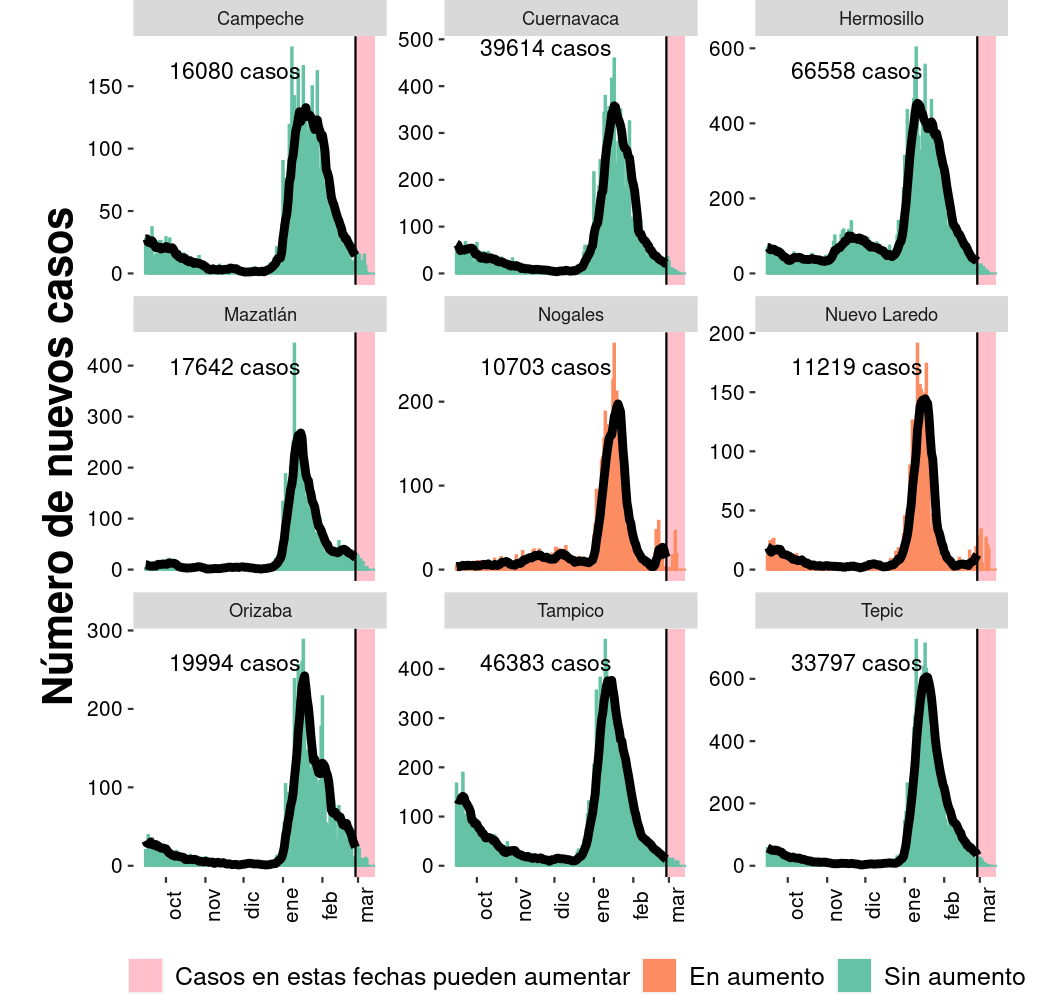 Número de nuevos casos
Campeche
16080 casos
150
100
50
0
Cuernavaca
39614 casos
500
400
300
200
100
0
Hermosillo
66558 casos
600
400
200
0
Mazatlán
17642 casos
400
300
200
100
0
Nogales
10703 casos
200
100
0
Nuevo Laredo
11219 casos
200
150
100
50
0
Orizaba
19994 casos
300
200
100
0
oct nov dic ene feb mar
Tampico
46383 casos
400
300
200
100
0
oct nov dic ene feb mar
Tepic
33797 casos
600
400
200
0
oct nov dic ene feb mar
Casos en estas fechas pueden aumentar En aumento Sin aumento